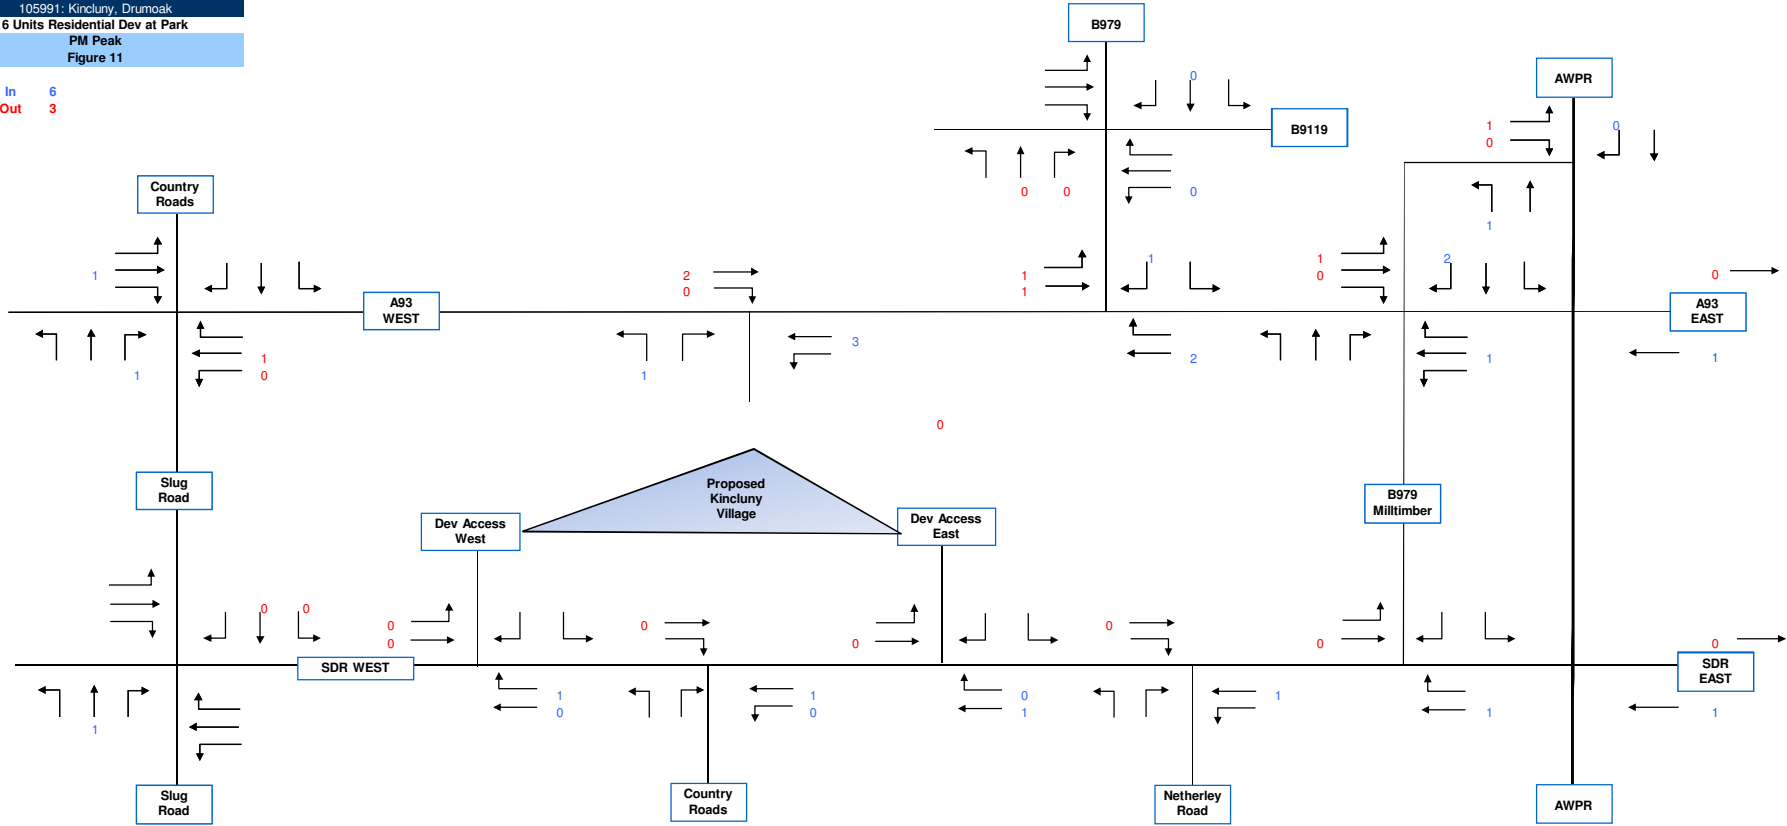 105991: Kincluny, Drumoak
6 Units Residential Dev at Park
PM Peak
Figure 11
In 6
Out 3
B979
AWPR
0
B9119
1
0
0
0 0
0
1
Country
Roads
1
A93
WEST
2
0
1
1
1
1
0
2
0
A93
EAST
1
1
0
1
3
2
1
1
0
Slug
Road
Proposed
Kincluny
Village
Dev Access
West
Dev Access
East
B979
Milltimber
0 0
0
0
0
0
0
0
0
SDR WEST
SDR
EAST
1
1
0
1
0
0
1
1
1
1
Slug
Road
Country
Roads
Netherley
Road
AWPR